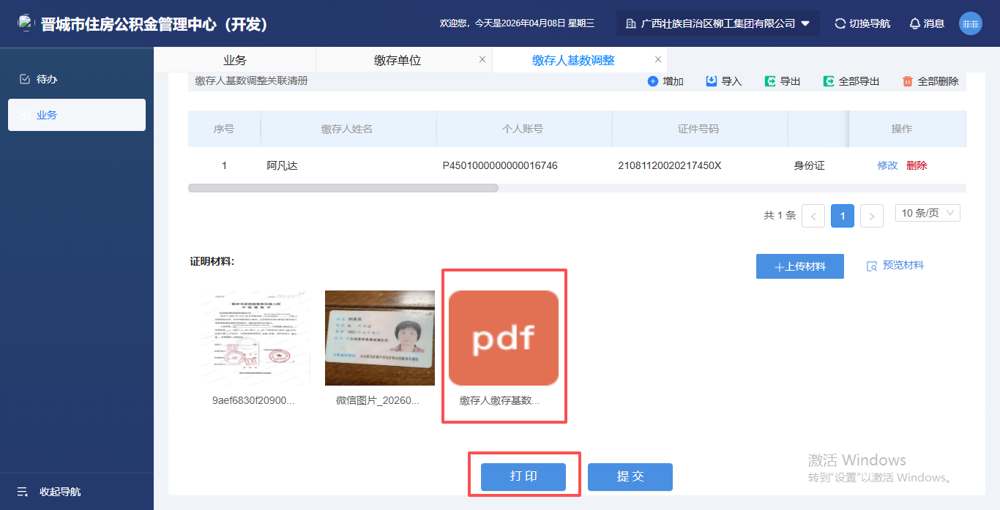 晋城市住房公积金管理中心（开发）
欢迎您，今天是2026年04月08日 星期三
广西壮族自治区柳工集团有限公司
切换导航
消息
菲菲
待办
业务
收起导航
业务
缴存单位
缴存人基数调整
缴存人基数调整关联清册
增加
导入
导出
全部导出
全部删除
序号 缴存人姓名 个人账号 证件号码 操作
1 阿凡达 P4501000000000016746 21081120020217450X 身份证 修改 删除
共 1 条 < 1 > 10 条/页
证明材料：
上传材料
预览材料
pdf
9aef6830f20900...
微信图片_20260...
缴存人缴存基数...
打 印
提 交
激活 Windows
转到"设置"以激活 Windows。